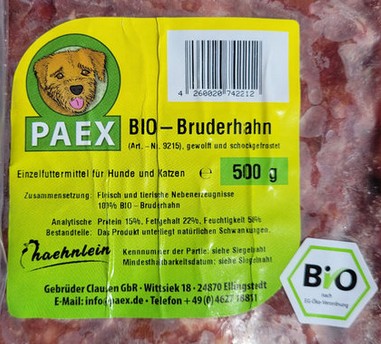 4 260020 742212
PAEX
BIO – Bruderhahn
(Art. – Nr. 9215), gewolft und schockgefrostet
Einzelfuttermittel für Hunde und Katzen ℮ 500 g
Zusammensetzung: Fleisch und tierische Nebenerzeugnisse
100% BIO – Bruderhahn
Analytische Protein 15%, Fettgehalt 22%, Feuchtigkeit 58%
Bestandteile: Das Produkt unterliegt natürlichen Schwankungen.
haehnlein
Kennnummer der Partie: siehe Siegelnaht
Mindesthaltbarkeitsdatum: siehe Siegelnaht
Gebrüder Clausen GbR · Wittsiek 18 · 24870 Ellingstedt
E-Mail: info@paex.de · Telefon +49 (0) 4627 18811
Bio
nach
EG-Öko-Verordnung